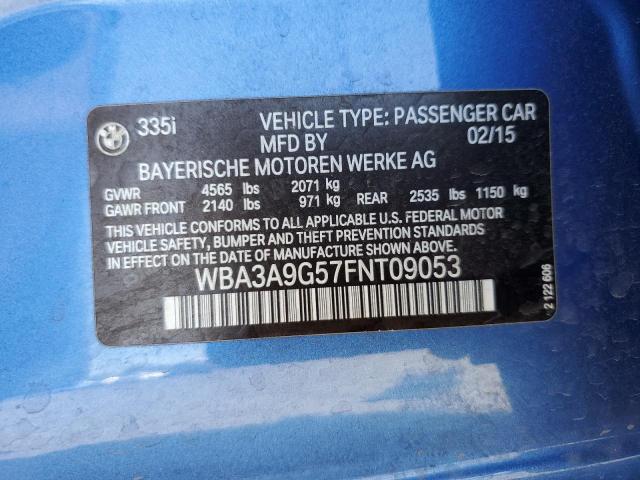 335i VEHICLE TYPE: PASSENGER CAR
MFD BY 02/15
BAYERISCHE MOTOREN WERKE AG
GVWR 4565 lbs 2071 kg
GAWR FRONT 2140 lbs 971 kg REAR 2535 lbs 1150 kg
THIS VEHICLE CONFORMS TO ALL APPLICABLE U.S. FEDERAL MOTOR
VEHICLE SAFETY, BUMPER AND THEFT PREVENTION STANDARDS
IN EFFECT ON THE DATE OF MANUFACTURE SHOWN ABOVE.
WBA3A9G57FNT09053
2 122 606